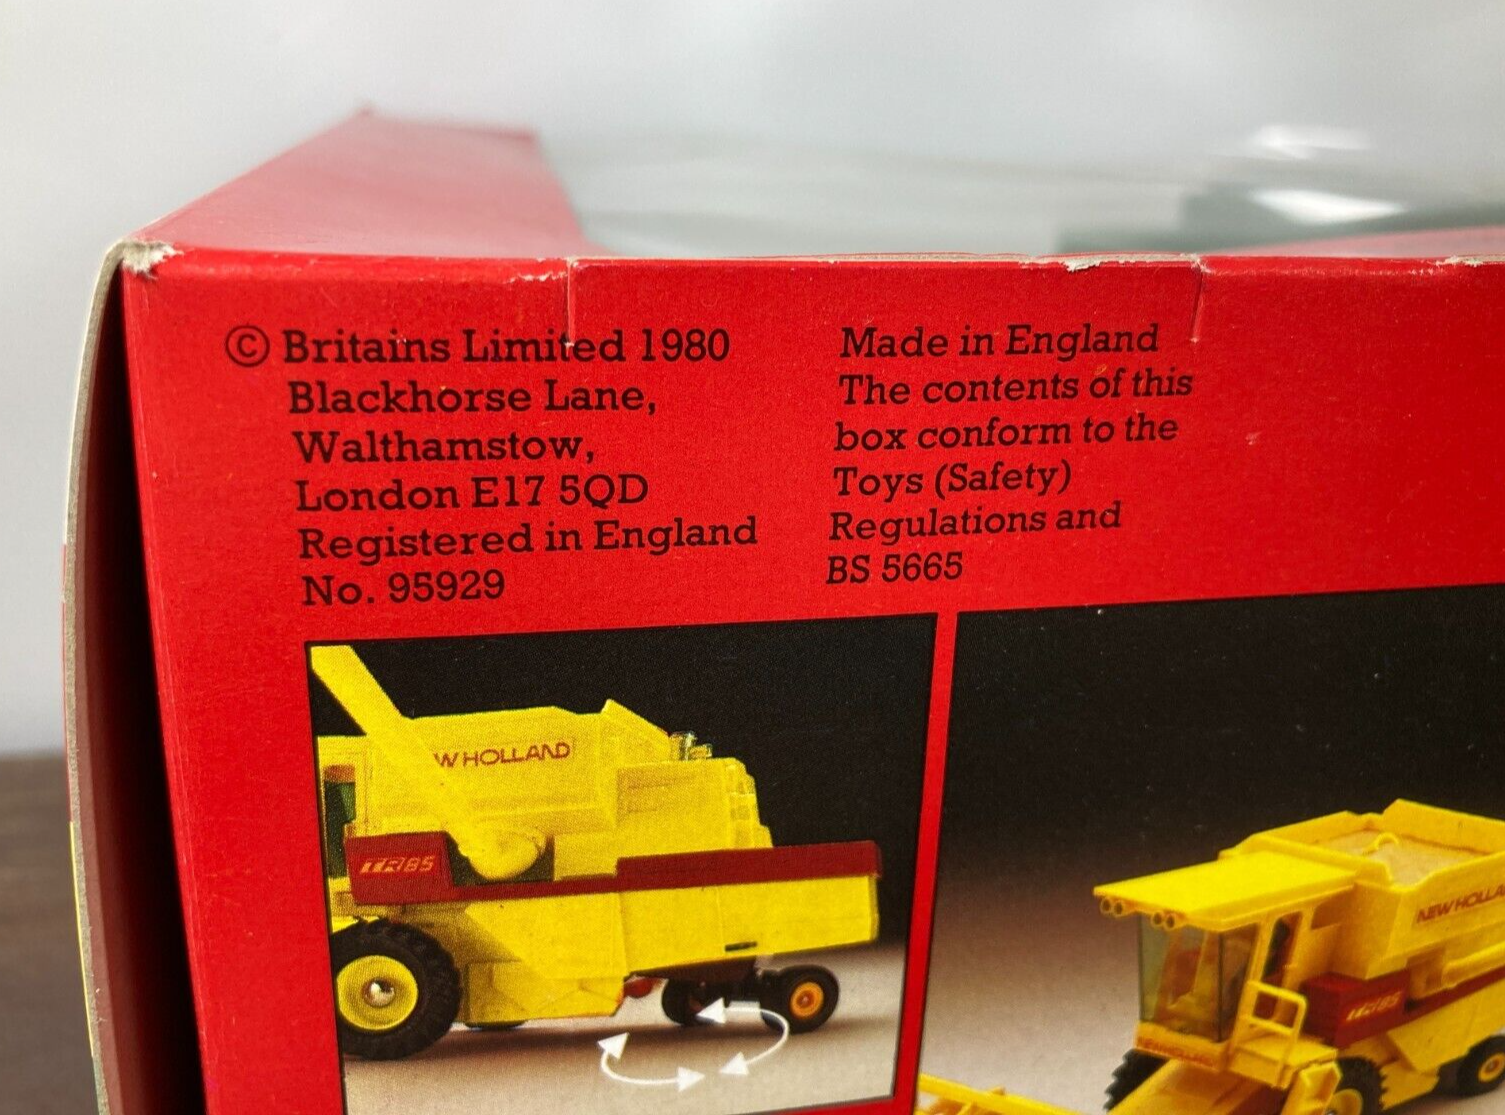 © Britains Limited 1980
Blackhorse Lane,
Walthamstow,
London E17 5QD
Registered in England
No. 95929
Made in England
The contents of this
box conform to the
Toys (Safety)
Regulations and
BS 5665
W HOLLAND
TR85
NEW HOLLA
TR85